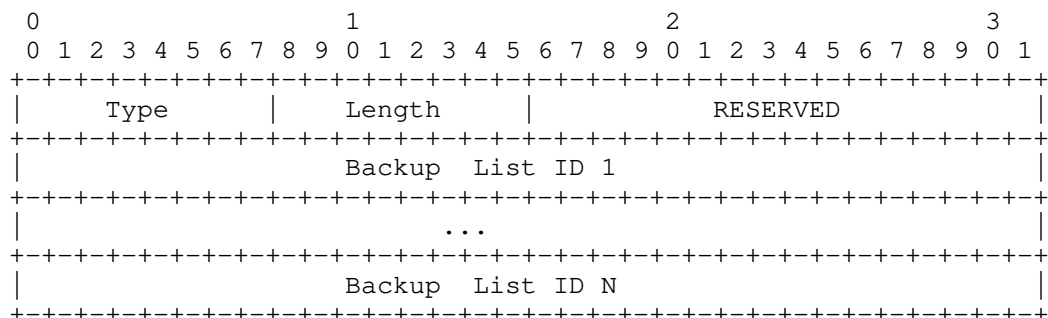 0                   1                   2                   3
 0 1 2 3 4 5 6 7 8 9 0 1 2 3 4 5 6 7 8 9 0 1 2 3 4 5 6 7 8 9 0 1
+-+-+-+-+-+-+-+-+-+-+-+-+-+-+-+-+-+-+-+-+-+-+-+-+-+-+-+-+-+-+-+-+
|     Type      |    Length     |           RESERVED            |
+-+-+-+-+-+-+-+-+-+-+-+-+-+-+-+-+-+-+-+-+-+-+-+-+-+-+-+-+-+-+-+-+
|                    Backup  List ID 1                          |
+-+-+-+-+-+-+-+-+-+-+-+-+-+-+-+-+-+-+-+-+-+-+-+-+-+-+-+-+-+-+-+-+
|                          ...                                  |
+-+-+-+-+-+-+-+-+-+-+-+-+-+-+-+-+-+-+-+-+-+-+-+-+-+-+-+-+-+-+-+-+
|                    Backup  List ID N                          |
+-+-+-+-+-+-+-+-+-+-+-+-+-+-+-+-+-+-+-+-+-+-+-+-+-+-+-+-+-+-+-+-+